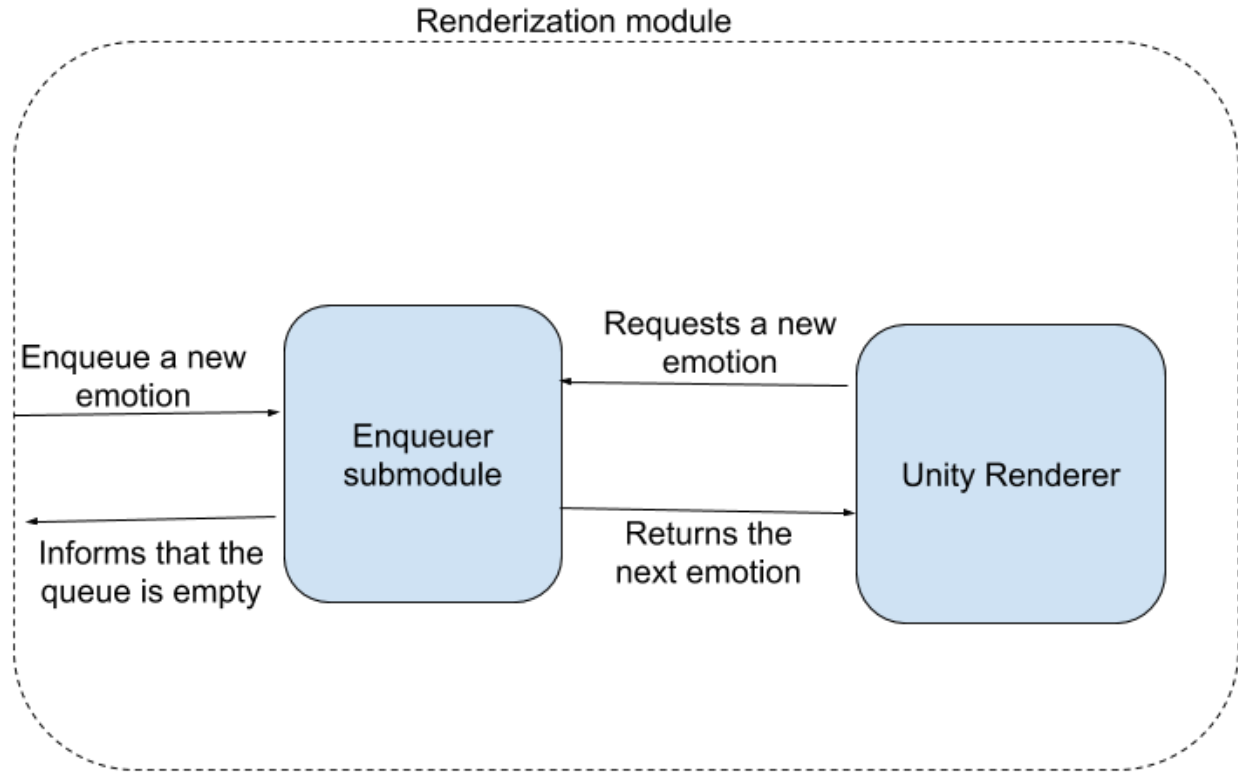 Renderization module
Enqueue a new
emotion
Informs that the
queue is empty
Enqueuer
submodule
Requests a new
emotion
Returns the
next emotion
Unity Renderer